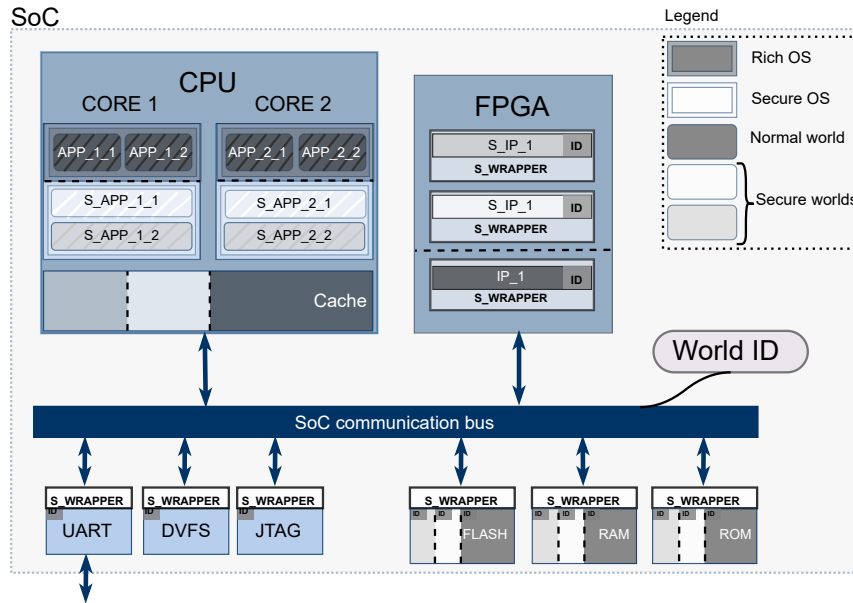 SoC
Legend
Rich OS
Secure OS
Normal world
Secure worlds
CPU
CORE 1
CORE 2
APP_1_1
APP_1_2
APP_2_1
APP_2_2
S_APP_1_1
S_APP_2_1
S_APP_1_2
S_APP_2_2
Cache
FPGA
S_IP_1
ID
S_WRAPPER
S_IP_1
ID
S_WRAPPER
IP_1
ID
S_WRAPPER
World ID
SoC communication bus
S_WRAPPER
ID
UART
S_WRAPPER
ID
DVFS
S_WRAPPER
ID
JTAG
S_WRAPPER
ID
ID
ID
FLASH
S_WRAPPER
ID
ID
ID
RAM
S_WRAPPER
ID
ID
ID
ROM